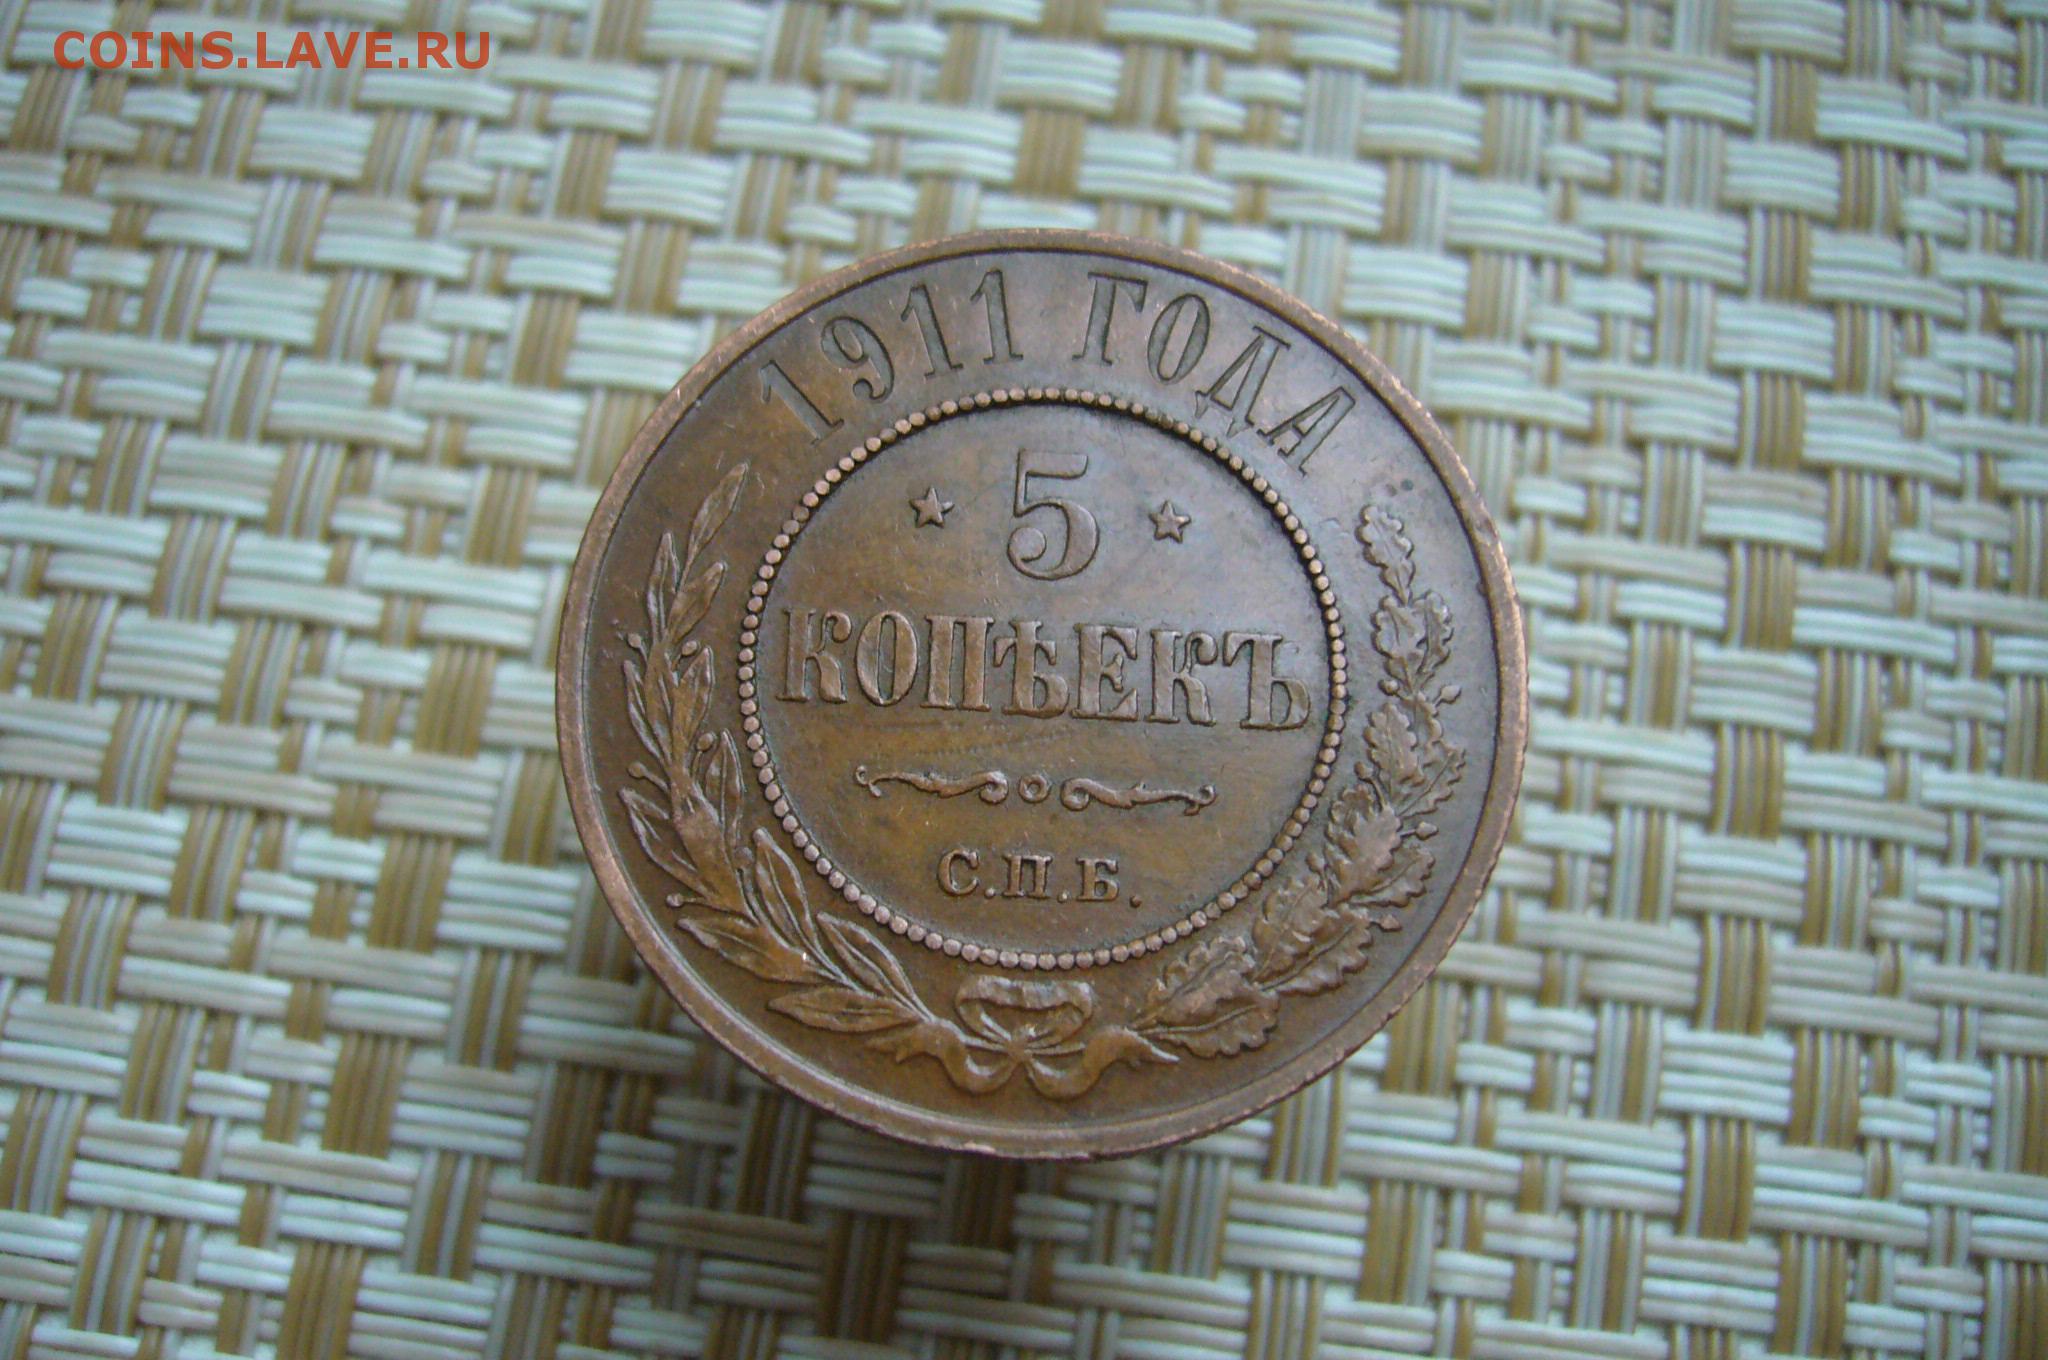 COINS.LAVE.RU
1911 ГОДА
5
КОПѢЕКЪ
С.П.Б.